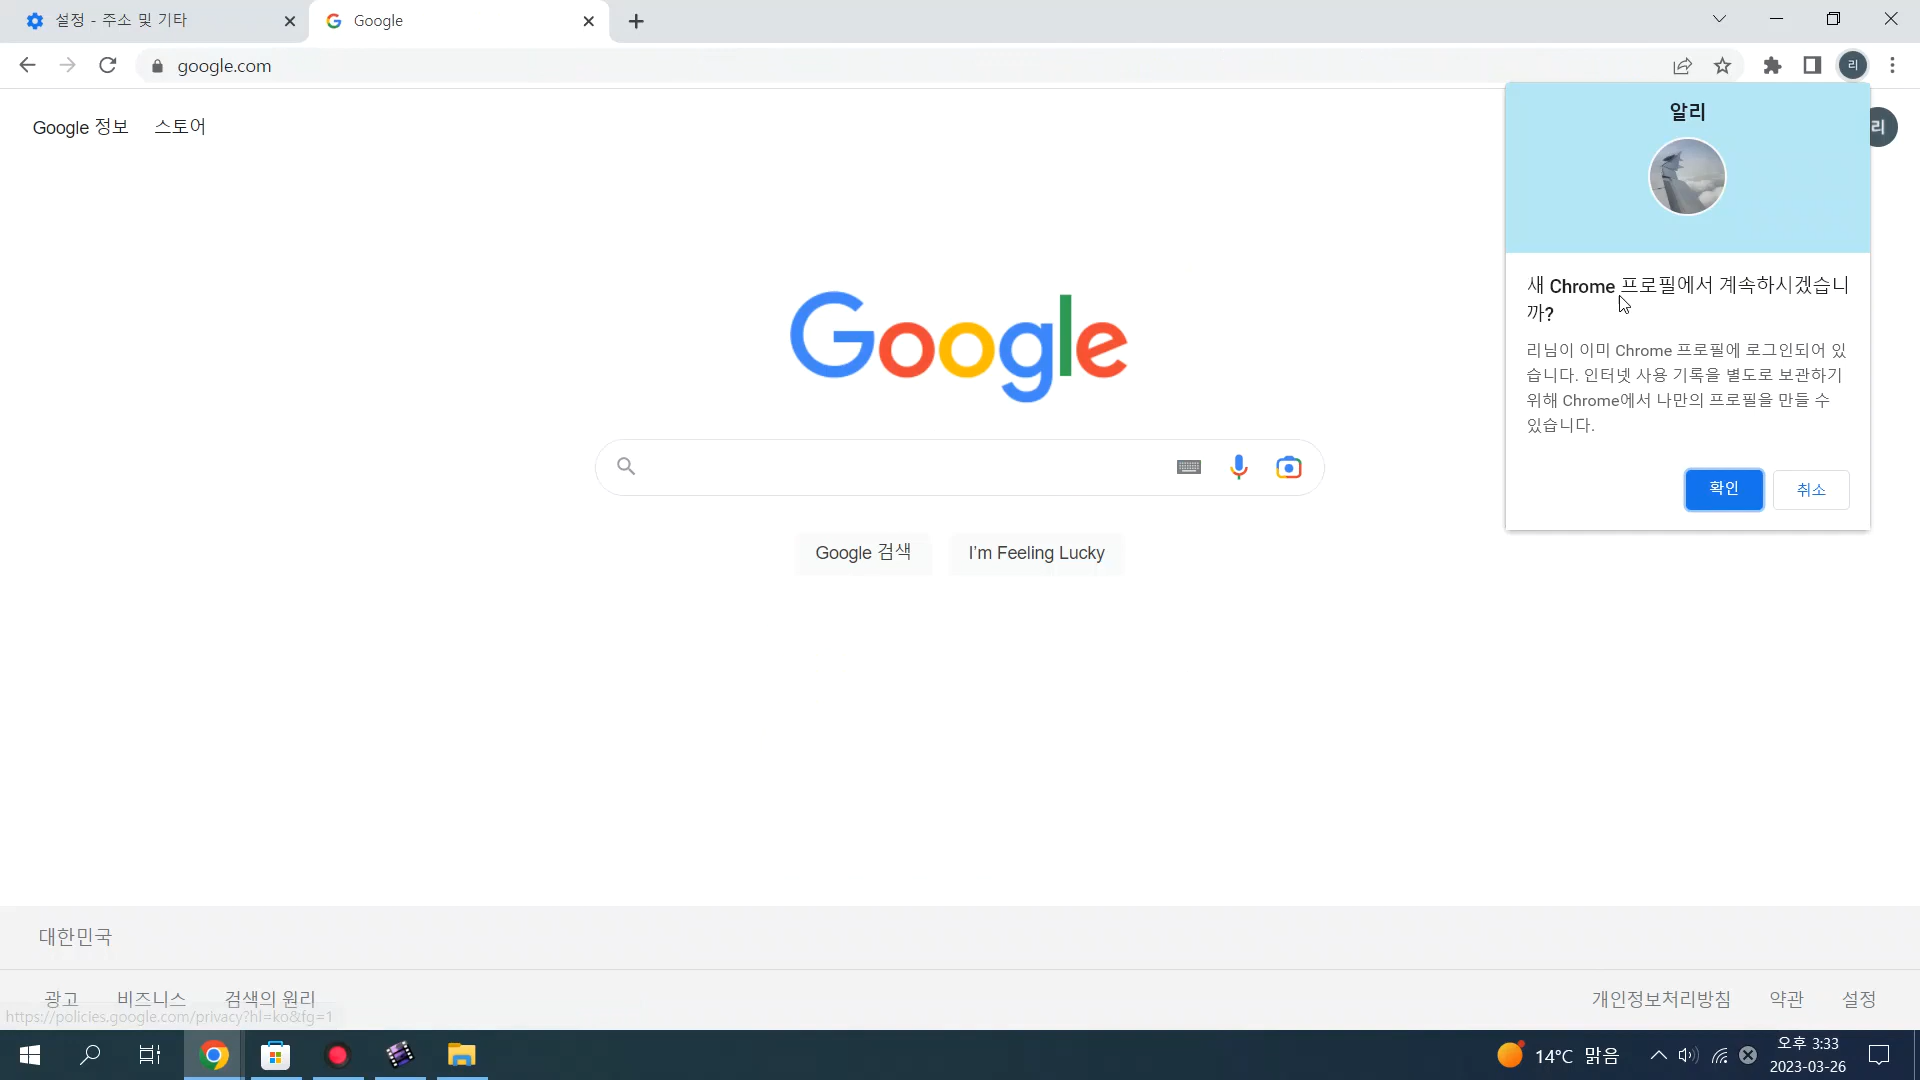 설정 - 주소 및 기타
Google
google.com
리
Google 정보 스토어
리
알리
새 Chrome 프로필에서 계속하시겠습니
까?
리님이 이미 Chrome 프로필에 로그인되어 있
습니다. 인터넷 사용 기록을 별도로 보관하기
위해 Chrome에서 나만의 프로필을 만들 수
있습니다.
확인 취소
Google
Google 검색 I'm Feeling Lucky
대한민국
광고 비즈니스 검색의 원리 개인정보처리방침 약관 설정
https://policies.google.com/privacy?hl=ko&fg=1
14°C 맑음
오후 3:33
2023-03-26